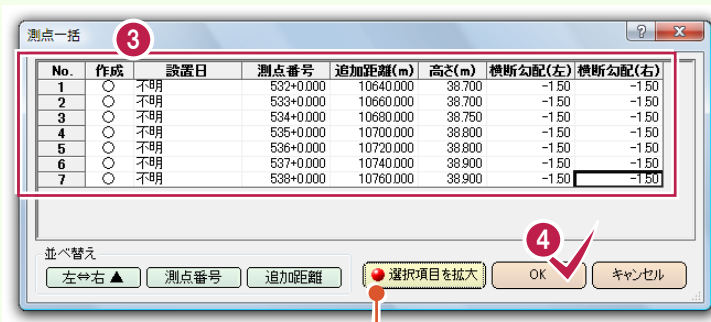 測点一括
3
No. 作成 設置日 測点番号 追加距離(m) 高さ(m) 横断勾配(左) 横断勾配(右)
1 ○ 不明 532+0.000 10640.000 38.700 -1.50 -1.50
2 ○ 不明 533+0.000 10660.000 38.700 -1.50 -1.50
3 ○ 不明 534+0.000 10680.000 38.750 -1.50 -1.50
4 ○ 不明 535+0.000 10700.000 38.800 -1.50 -1.50
5 ○ 不明 536+0.000 10720.000 38.800 -1.50 -1.50
6 ○ 不明 537+0.000 10740.000 38.900 -1.50 -1.50
7 ○ 不明 538+0.000 10760.000 38.900 -1.50 -1.50
4
並べ替え
左⇔右▲ 測点番号 追加距離 選択項目を拡大 OK キャンセル